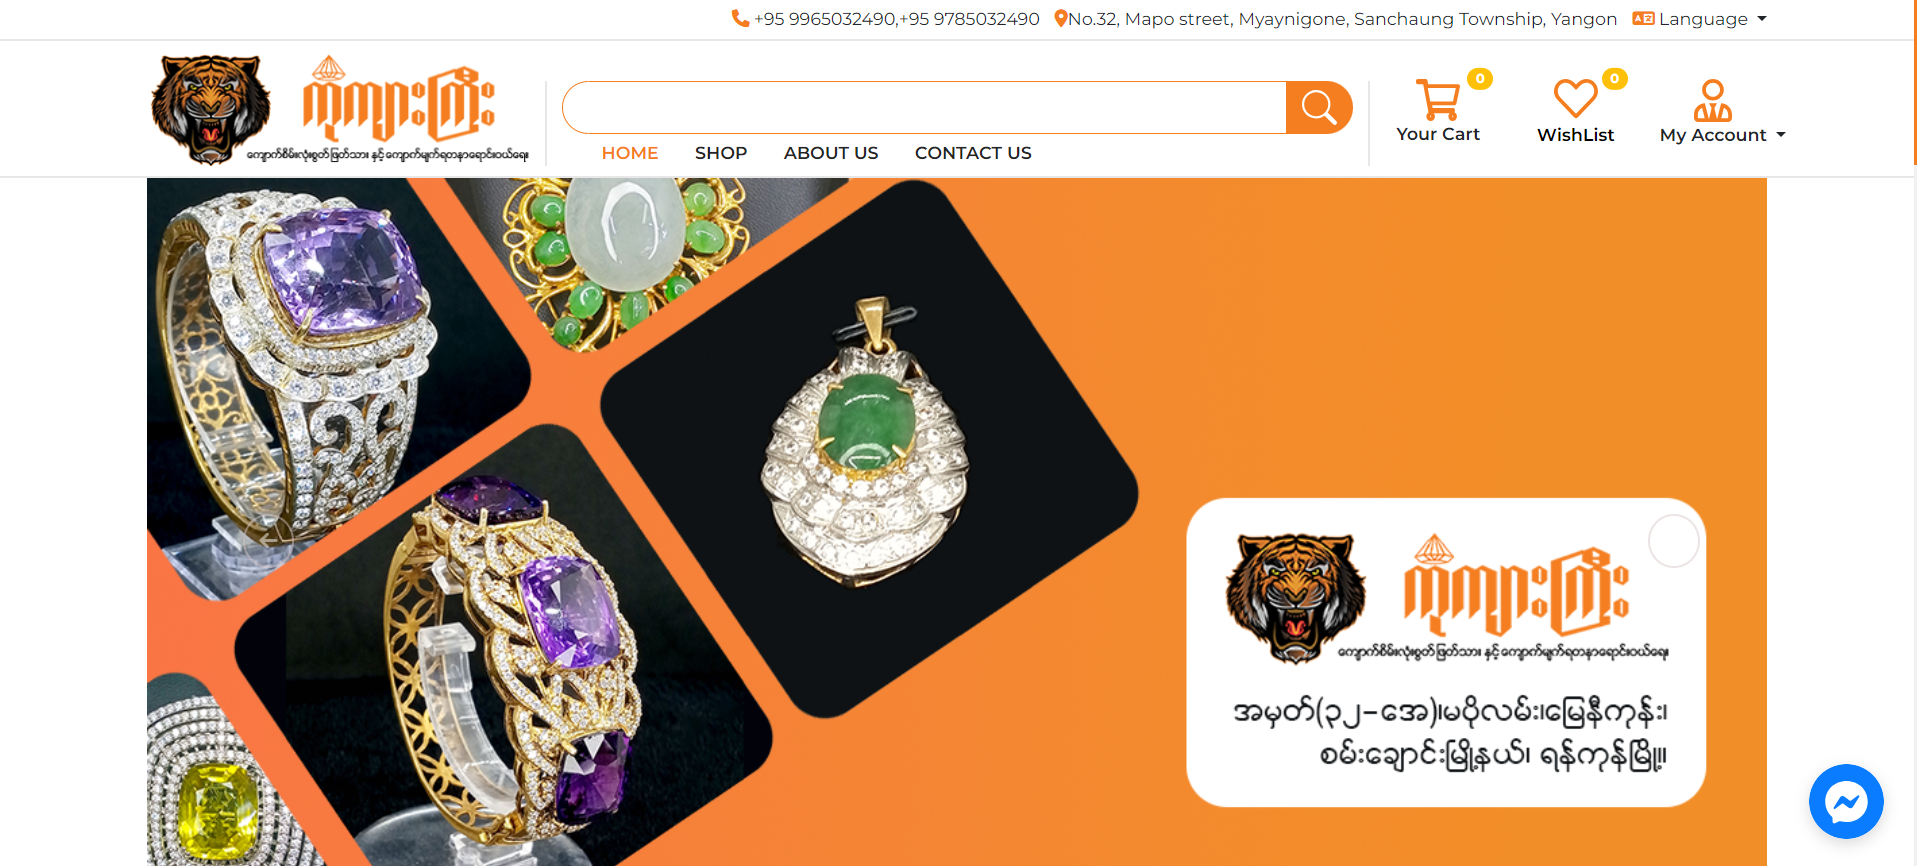 +95 9965032490,+95 9785032490 No.32, Mapo street, Myaynigone, Sanchaung Township, Yangon Language
ကိုကျားကြီး
ကျောက်စိမ်းလုံးစွတ်ဖြတ်သား နှင့်ကျောက်မျက်ရတနာရောင်းဝယ်ရေး
0 0
Your Cart WishList My Account
HOME SHOP ABOUT US CONTACT US
ကိုကျားကြီး
ကျောက်စိမ်းလုံးစွတ်ဖြတ်သား နှင့်ကျောက်မျက်ရတနာရောင်းဝယ်ရေး
အမှတ်(၃၂-အေ)၊မပိုလမ်း၊မြေနီကုန်း၊
စမ်းချောင်းမြို့နယ်၊ ရန်ကုန်မြို့။